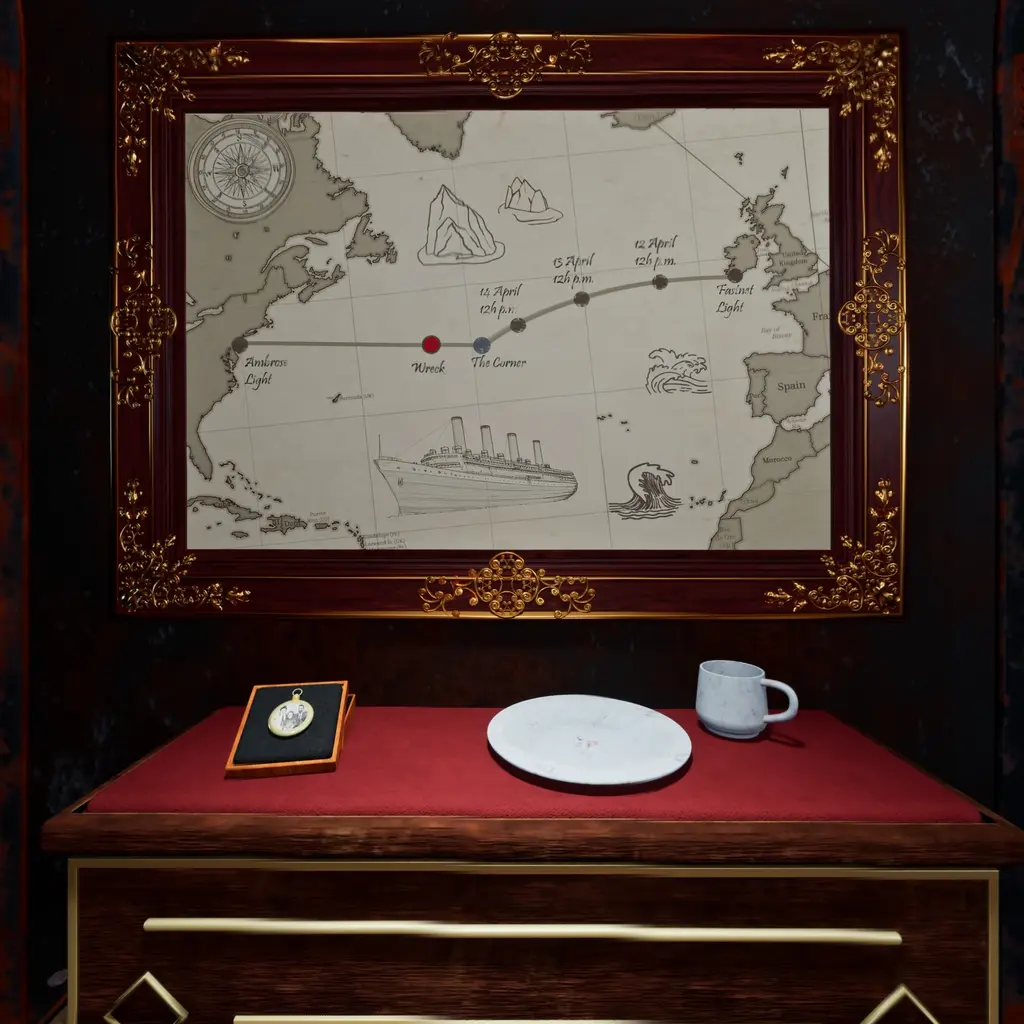 12 April
12h p.m.
13 April
12h p.m.
United
Kingdom
14 April
12h p.m.
Fastnet
Light
Fra
Bay of
Biscay
Ambrose
Light
Wreck
The Corner
Spain
Morocco